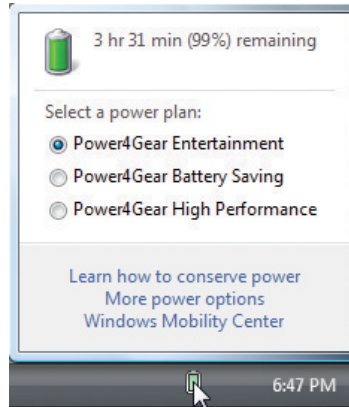 3 hr 31 min (99%) remaining
Select a power plan:
Power4Gear Entertainment
Power4Gear Battery Saving
Power4Gear High Performance
Learn how to conserve power
More power options
Windows Mobility Center
6:47 PM